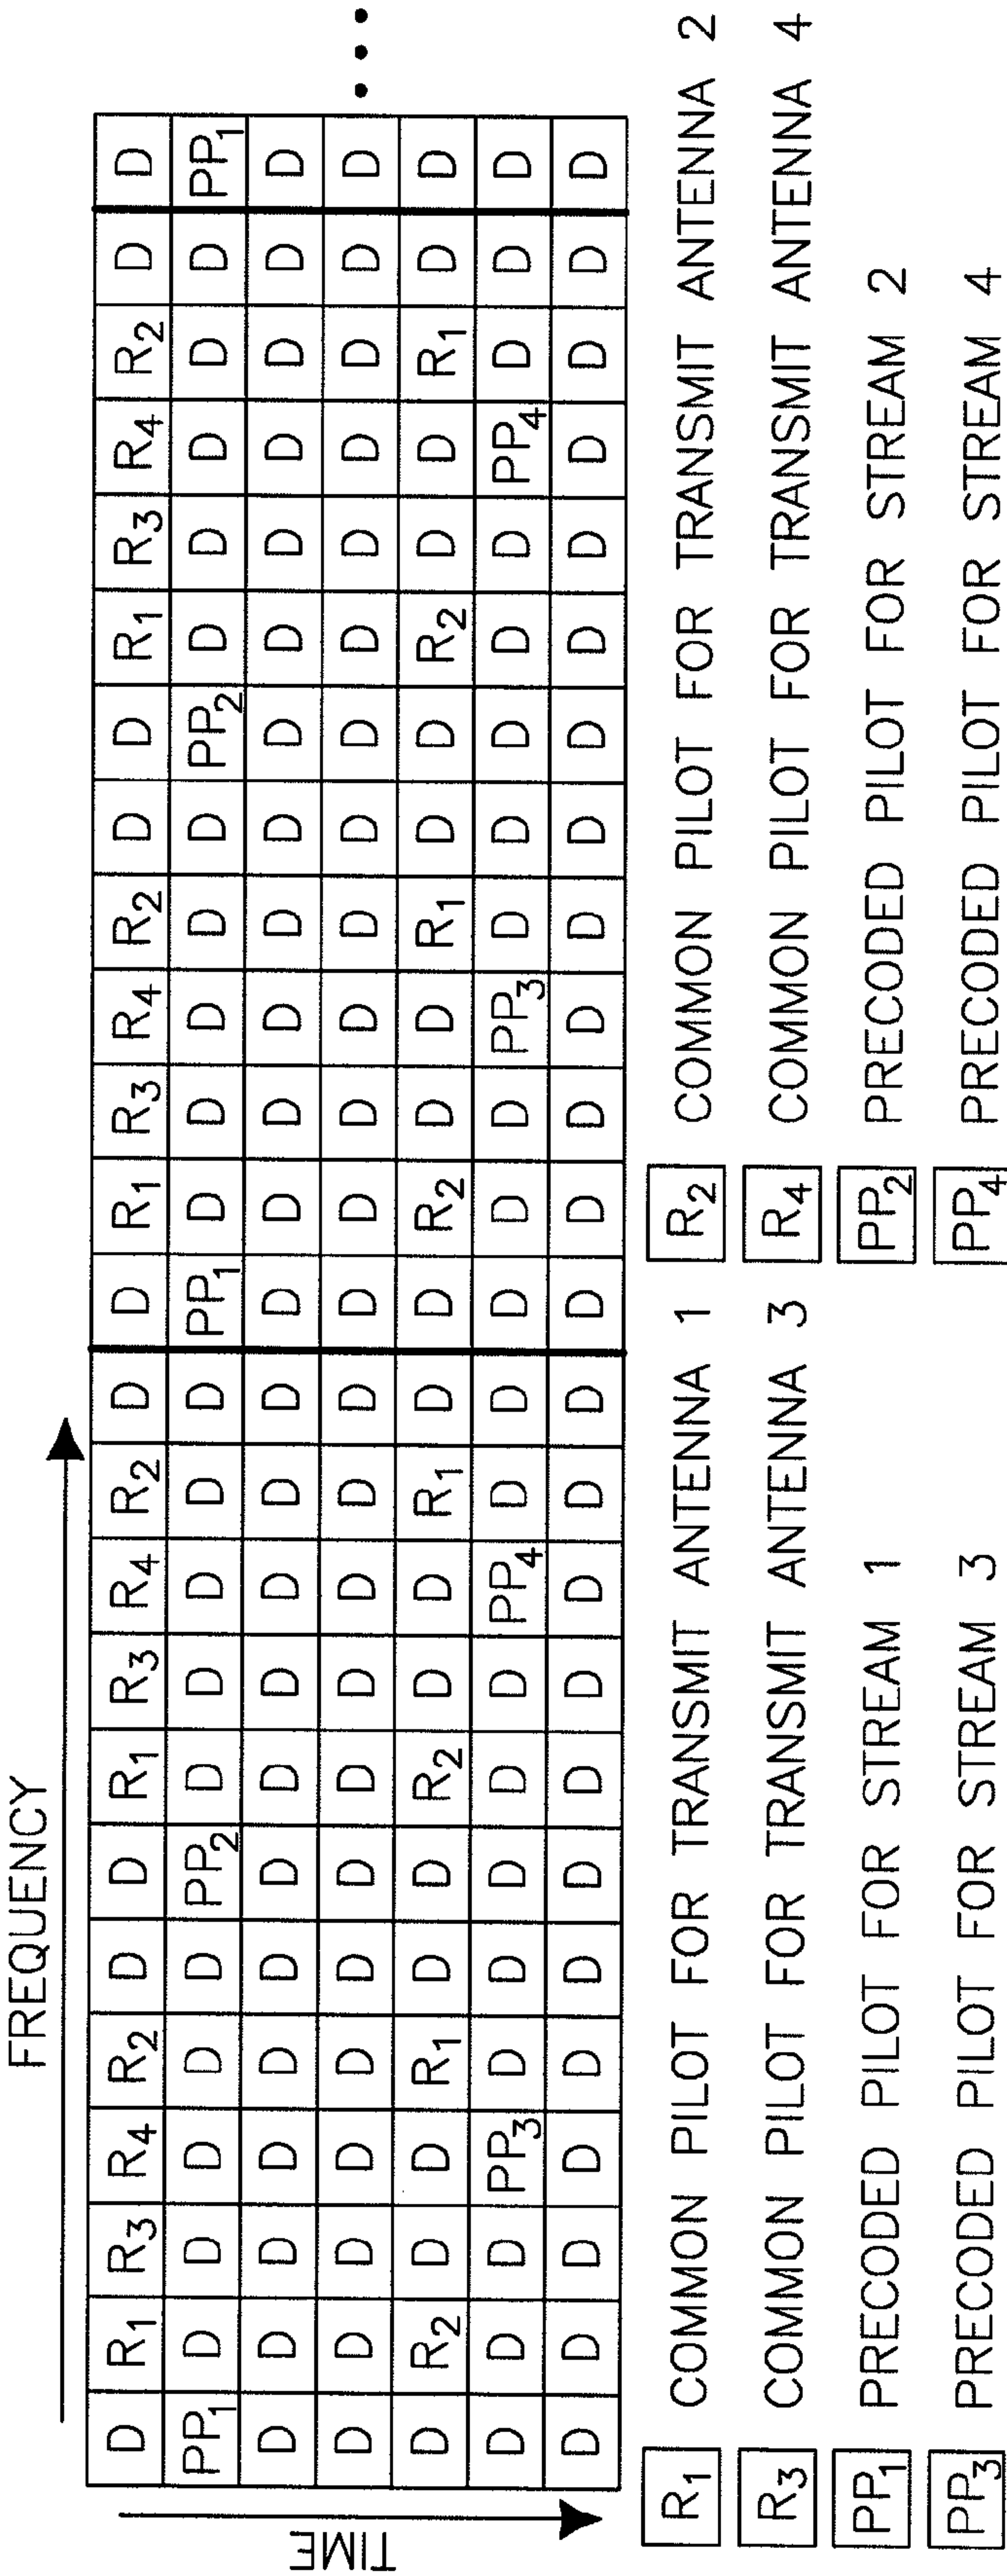 FREQUENCY
TIME
D R1 R3 R4 R2 D D R1 R3 R4 R2 D D R1 R3 R4 R2 D D R1 R3 R4 R2 D D
PP1 D D D D D PP2 D D D D D PP1 D D D D D PP2 D D D D D PP1
D D D D D D D D D D D D D D D D D D D D D D D D D
D D D D D D D D D D D D D D D D D D D D D D D D D
D R2 D D R1 D D R2 D D R1 D D R2 D D R1 D D R2 D D R1 D D
D D D PP3 D D D D D PP4 D D D D D PP3 D D D D D PP4 D D D
D D D D D D D D D D D D D D D D D D D D D D D D D
• • •
R1 COMMON PILOT FOR TRANSMIT ANTENNA 1
R2 COMMON PILOT FOR TRANSMIT ANTENNA 2
R3 COMMON PILOT FOR TRANSMIT ANTENNA 3
R4 COMMON PILOT FOR TRANSMIT ANTENNA 4
PP1 PRECODED PILOT FOR STREAM 1
PP2 PRECODED PILOT FOR STREAM 2
PP3 PRECODED PILOT FOR STREAM 3
PP4 PRECODED PILOT FOR STREAM 4